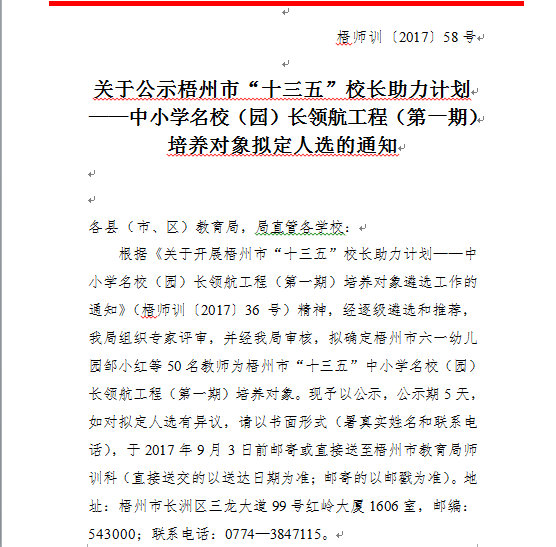 梧师训〔2017〕58号
关于公示梧州市“十三五”校长助力计划
——中小学名校（园）长领航工程（第一期）
培养对象拟定人选的通知
各县（市、区）教育局，局直管各学校：
根据《关于开展梧州市“十三五”校长助力计划——中
小学名校（园）长领航工程（第一期）培养对象遴选工作的
通知》（梧师训〔2017〕36 号）精神，经逐级遴选和推荐，
我局组织专家评审，并经我局审核，拟确定梧州市六一幼儿
园邹小红等 50 名教师为梧州市“十三五”中小学名校（园）
长领航工程（第一期）培养对象。现予以公示，公示期 5 天，
如对拟定人选有异议，请以书面形式（署真实姓名和联系电
话），于 2017 年 9 月 3 日前邮寄或直接送至梧州市教育局师
训科（直接送交的以送达日期为准；邮寄的以邮戳为准）。地
址：梧州市长洲区三龙大道 99 号红岭大厦 1606 室，邮编：
543000；联系电话：0774—3847115。